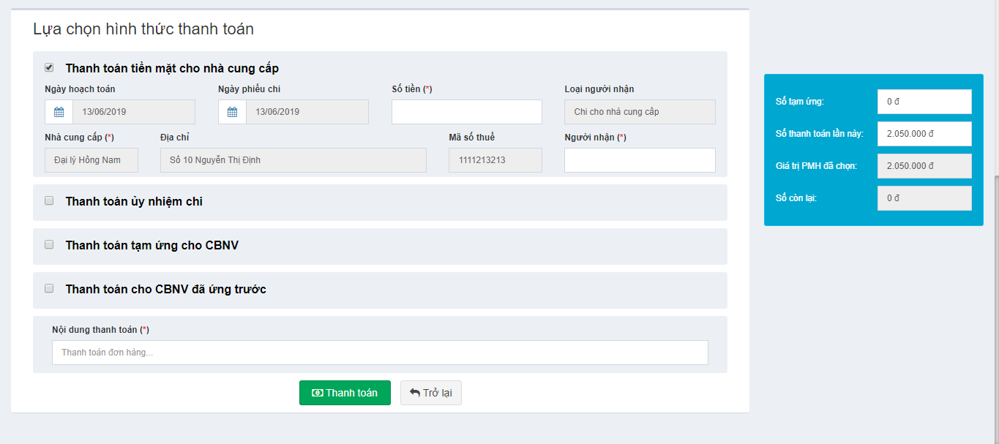 Lựa chọn hình thức thanh toán
Thanh toán tiền mặt cho nhà cung cấp
Ngày hoạch toán Ngày phiếu chi Số tiền (*) Loại người nhận
13/06/2019 13/06/2019 Chi cho nhà cung cấp
Nhà cung cấp (*) Địa chỉ Mã số thuế Người nhận (*)
Đại lý Hồng Nam Số 10 Nguyễn Thị Định 1111213213
Thanh toán ủy nhiệm chi
Thanh toán tạm ứng cho CBNV
Thanh toán cho CBNV đã ứng trước
Nội dung thanh toán (*)
Thanh toán đơn hàng...
Thanh toán Trở lại
Số tạm ứng: 0 đ
Số thanh toán lần này: 2.050.000 đ
Giá trị PMH đã chọn: 2.050.000 đ
Số còn lại: 0 đ